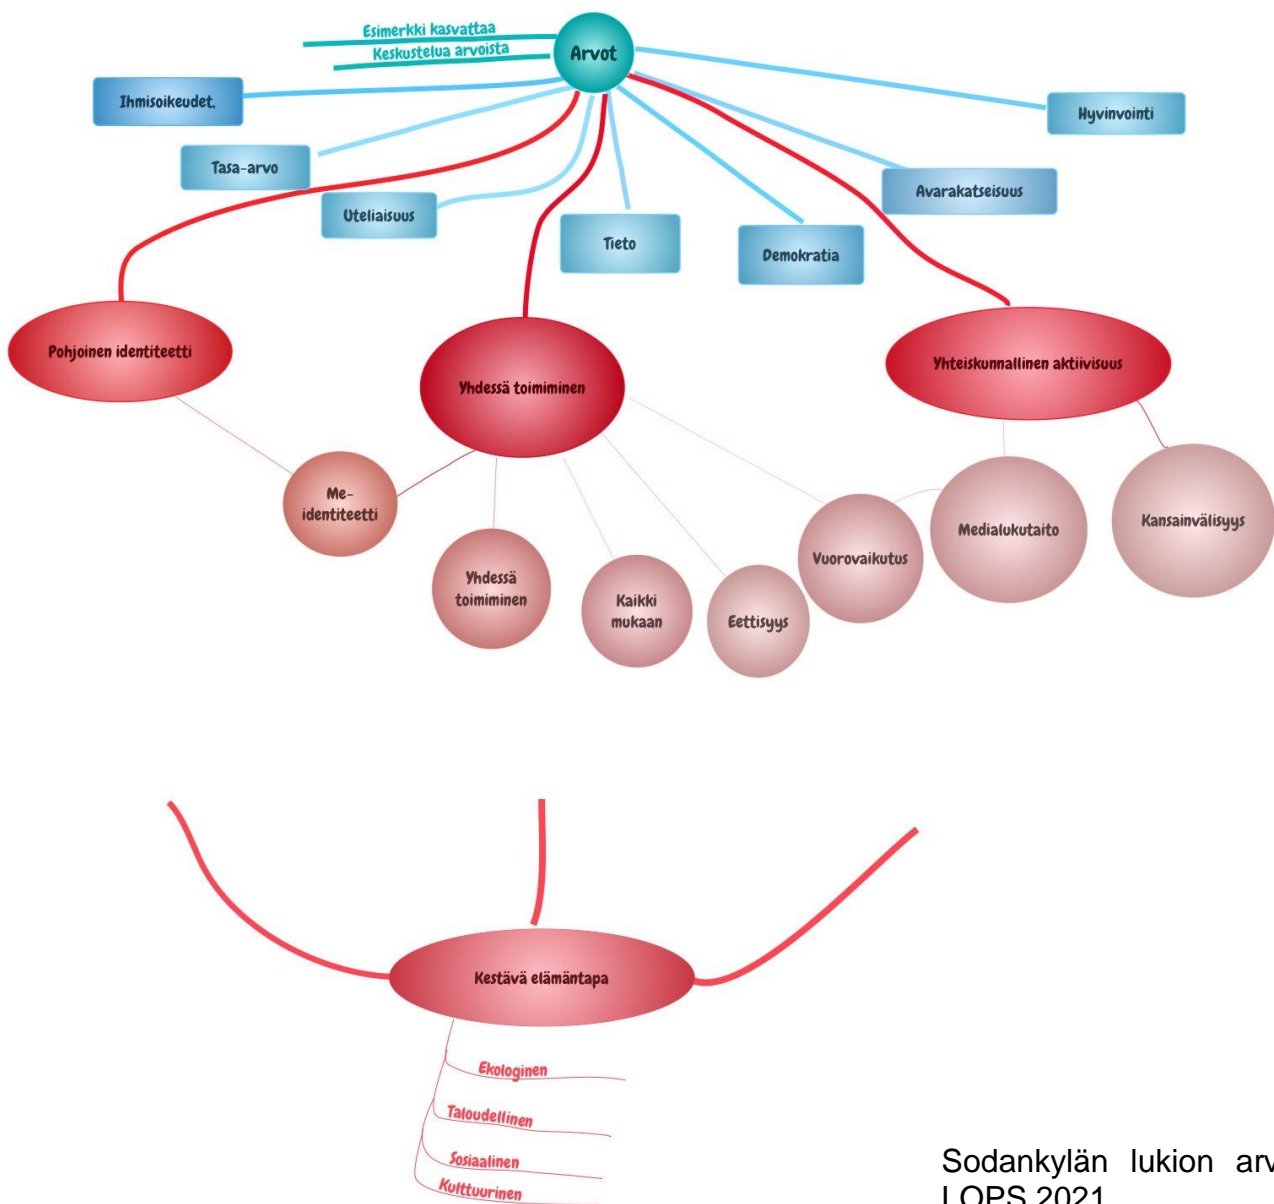 Esimerkki kasvattaa
Keskustelua arvoista
Arvot
Ihmisoikeudet.
Hyvinvointi
Tasa-arvo
Avarakatseisuus
Uteliaisuus
Tieto
Demokratia
Pohjoinen identiteetti
Yhdessä toimiminen
Yhteiskunnallinen aktiivisuus
Me-
identiteetti
Yhdessä
toimiminen
Kaikki
mukaan
Eettisyys
Vuorovaikutus
Medialukutaito
Kansainvälisyys
Kestävä elämäntapa
Ekologinen
Taloudellinen
Sosiaalinen
Kulttuurinen
Sodankylän lukion
LOPS 2021